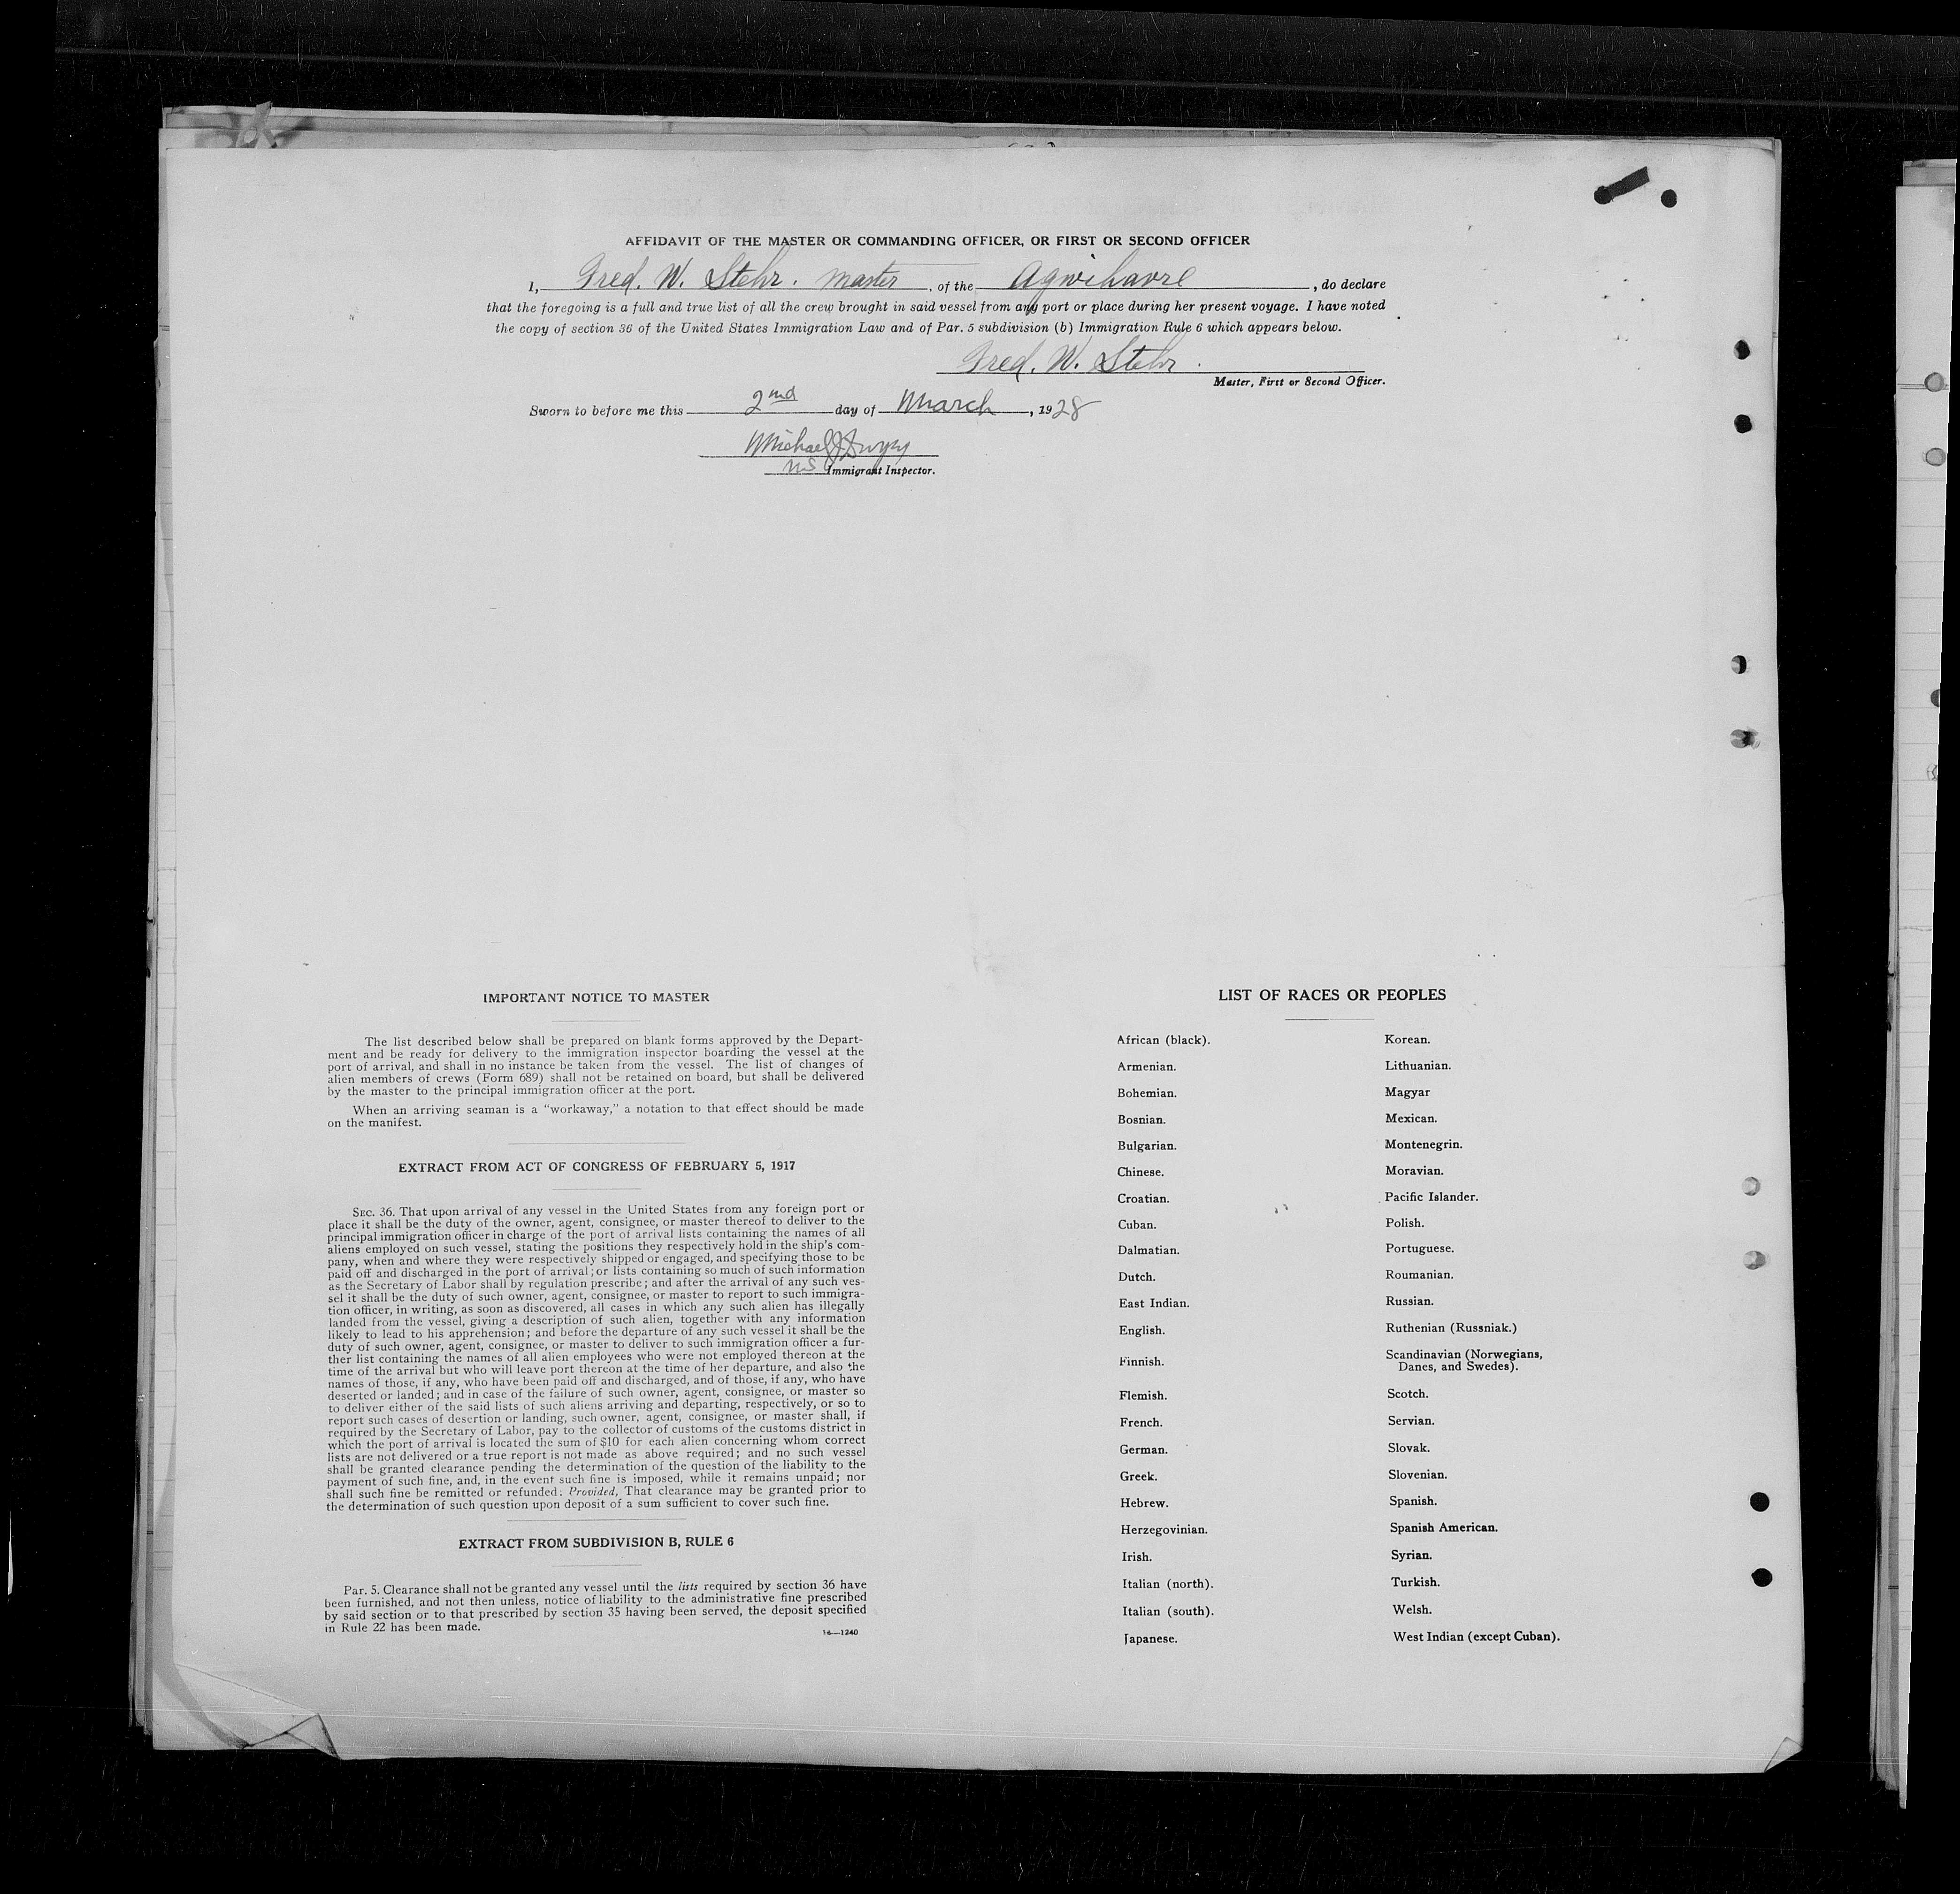 AFFIDAVIT OF THE MASTER OR COMMANDING OFFICER, OR FIRST OR SECOND OFFICER
I, Fred. W. Stehr. master, of the Agwihavre, do declare
that the foregoing is a full and true list of all the crew brought in said vessel from any port or place during her present voyage. I have noted
the copy of section 36 of the United States Immigration Law and of Par. 5 subdivision (b) Immigration Rule 6 which appears below.
Fred. W. Stehr.
Master, First or Second Officer.
Sworn to before me this 2nd day of March, 1928
Michael J
Immigrant Inspector.
IMPORTANT NOTICE TO MASTER
The list described below shall be prepared on blank forms approved by the Depart-
ment and be ready for delivery to the immigration inspector boarding the vessel at the
port of arrival, and shall in no instance be taken from the vessel. The list of changes of
alien members of crews (Form 689) shall not be retained on board, but shall be delivered
by the master to the principal immigration officer at the port.
When an arriving seaman is a "workaway," a notation to that effect should be made
on the manifest.
EXTRACT FROM ACT OF CONGRESS OF FEBRUARY 5, 1917
SEC. 36. That upon arrival of any vessel in the United States from any foreign port or
place it shall be the duty of the owner, agent, consignee, or master thereof to deliver to the
principal immigration officer in charge of the port of arrival lists containing the names of all
aliens employed on such vessel, stating the positions they respectively hold in the ship's com-
pany, when and where they were respectively shipped or engaged, and specifying those to be
paid off and discharged in the port of arrival; or lists containing so much of such information
as the Secretary of Labor shall by regulation prescribe; and after the arrival of any such ves-
sel it shall be the duty of such owner, agent, consignee, or master to report to such immigra-
tion officer, in writing, as soon as discovered, all cases in which any such alien has illegally
landed from the vessel, giving a description of such alien, together with any information
likely to lead to his apprehension; and before the departure of any such vessel it shall be the
duty of such owner, agent, consignee, or master to deliver to such immigration officer a fur-
ther list containing the names of all alien employees who were not employed thereon at the
time of the arrival but who will leave port thereon at the time of her departure, and also the
names of those, if any, who have been paid off and discharged, and of those, if any, who have
deserted or landed; and in case of the failure of such owner, agent, consignee, or master so
to deliver either of the said lists of such aliens arriving and departing, respectively, or so to
report such cases of desertion or landing, such owner, agent, consignee, or master shall, if
required by the Secretary of Labor, pay to the collector of customs of the customs district in
which the port of arrival is located the sum of $10 for each alien concerning whom correct
lists are not delivered or a true report is not made as above required; and no such vessel
shall be granted clearance pending the determination of the question of the liability to the
payment of such fine, and, in the event such fine is imposed, while it remains unpaid; nor
shall such fine be remitted or refunded: Provided, That clearance may be granted prior to
the determination of such question upon deposit of a sum sufficient to cover such fine.
EXTRACT FROM SUBDIVISION B, RULE 6
Par. 5. Clearance shall not be granted any vessel until the lists required by section 36 have
been furnished, and not then unless, notice of liability to the administrative fine prescribed
by said section or to that prescribed by section 35 having been served, the deposit specified
in Rule 22 has been made.
14—1240
LIST OF RACES OR PEOPLES
African (black).
Armenian.
Bohemian.
Bosnian.
Bulgarian.
Chinese.
Croatian.
Cuban.
Dalmatian.
Dutch.
East Indian.
English.
Finnish.
Flemish.
French.
German.
Greek.
Hebrew.
Herzegovinian.
Irish.
Italian (north).
Italian (south).
Japanese.
Korean.
Lithuanian.
Magyar
Mexican.
Montenegrin.
Moravian.
Pacific Islander.
Polish.
Portuguese.
Roumanian.
Russian.
Ruthenian (Russniak.)
Scandinavian (Norwegians,
Danes, and Swedes).
Scotch.
Servian.
Slovak.
Slovenian.
Spanish.
Spanish American.
Syrian.
Turkish.
Welsh.
West Indian (except Cuban).